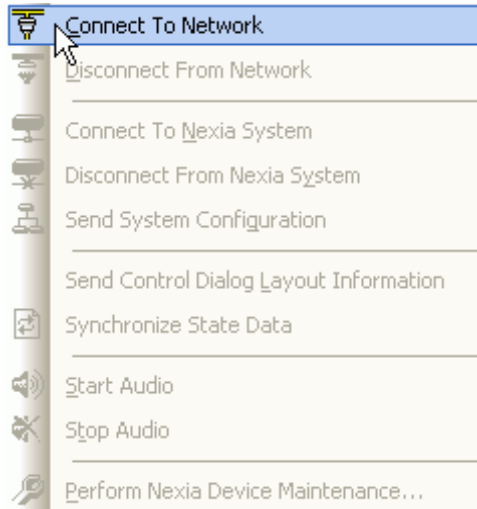 Connect To Network
Disconnect From Network
Connect To Nexia System
Disconnect From Nexia System
Send System Configuration
Send Control Dialog Layout Information
Synchronize State Data
Start Audio
Stop Audio
Perform Nexia Device Maintenance...